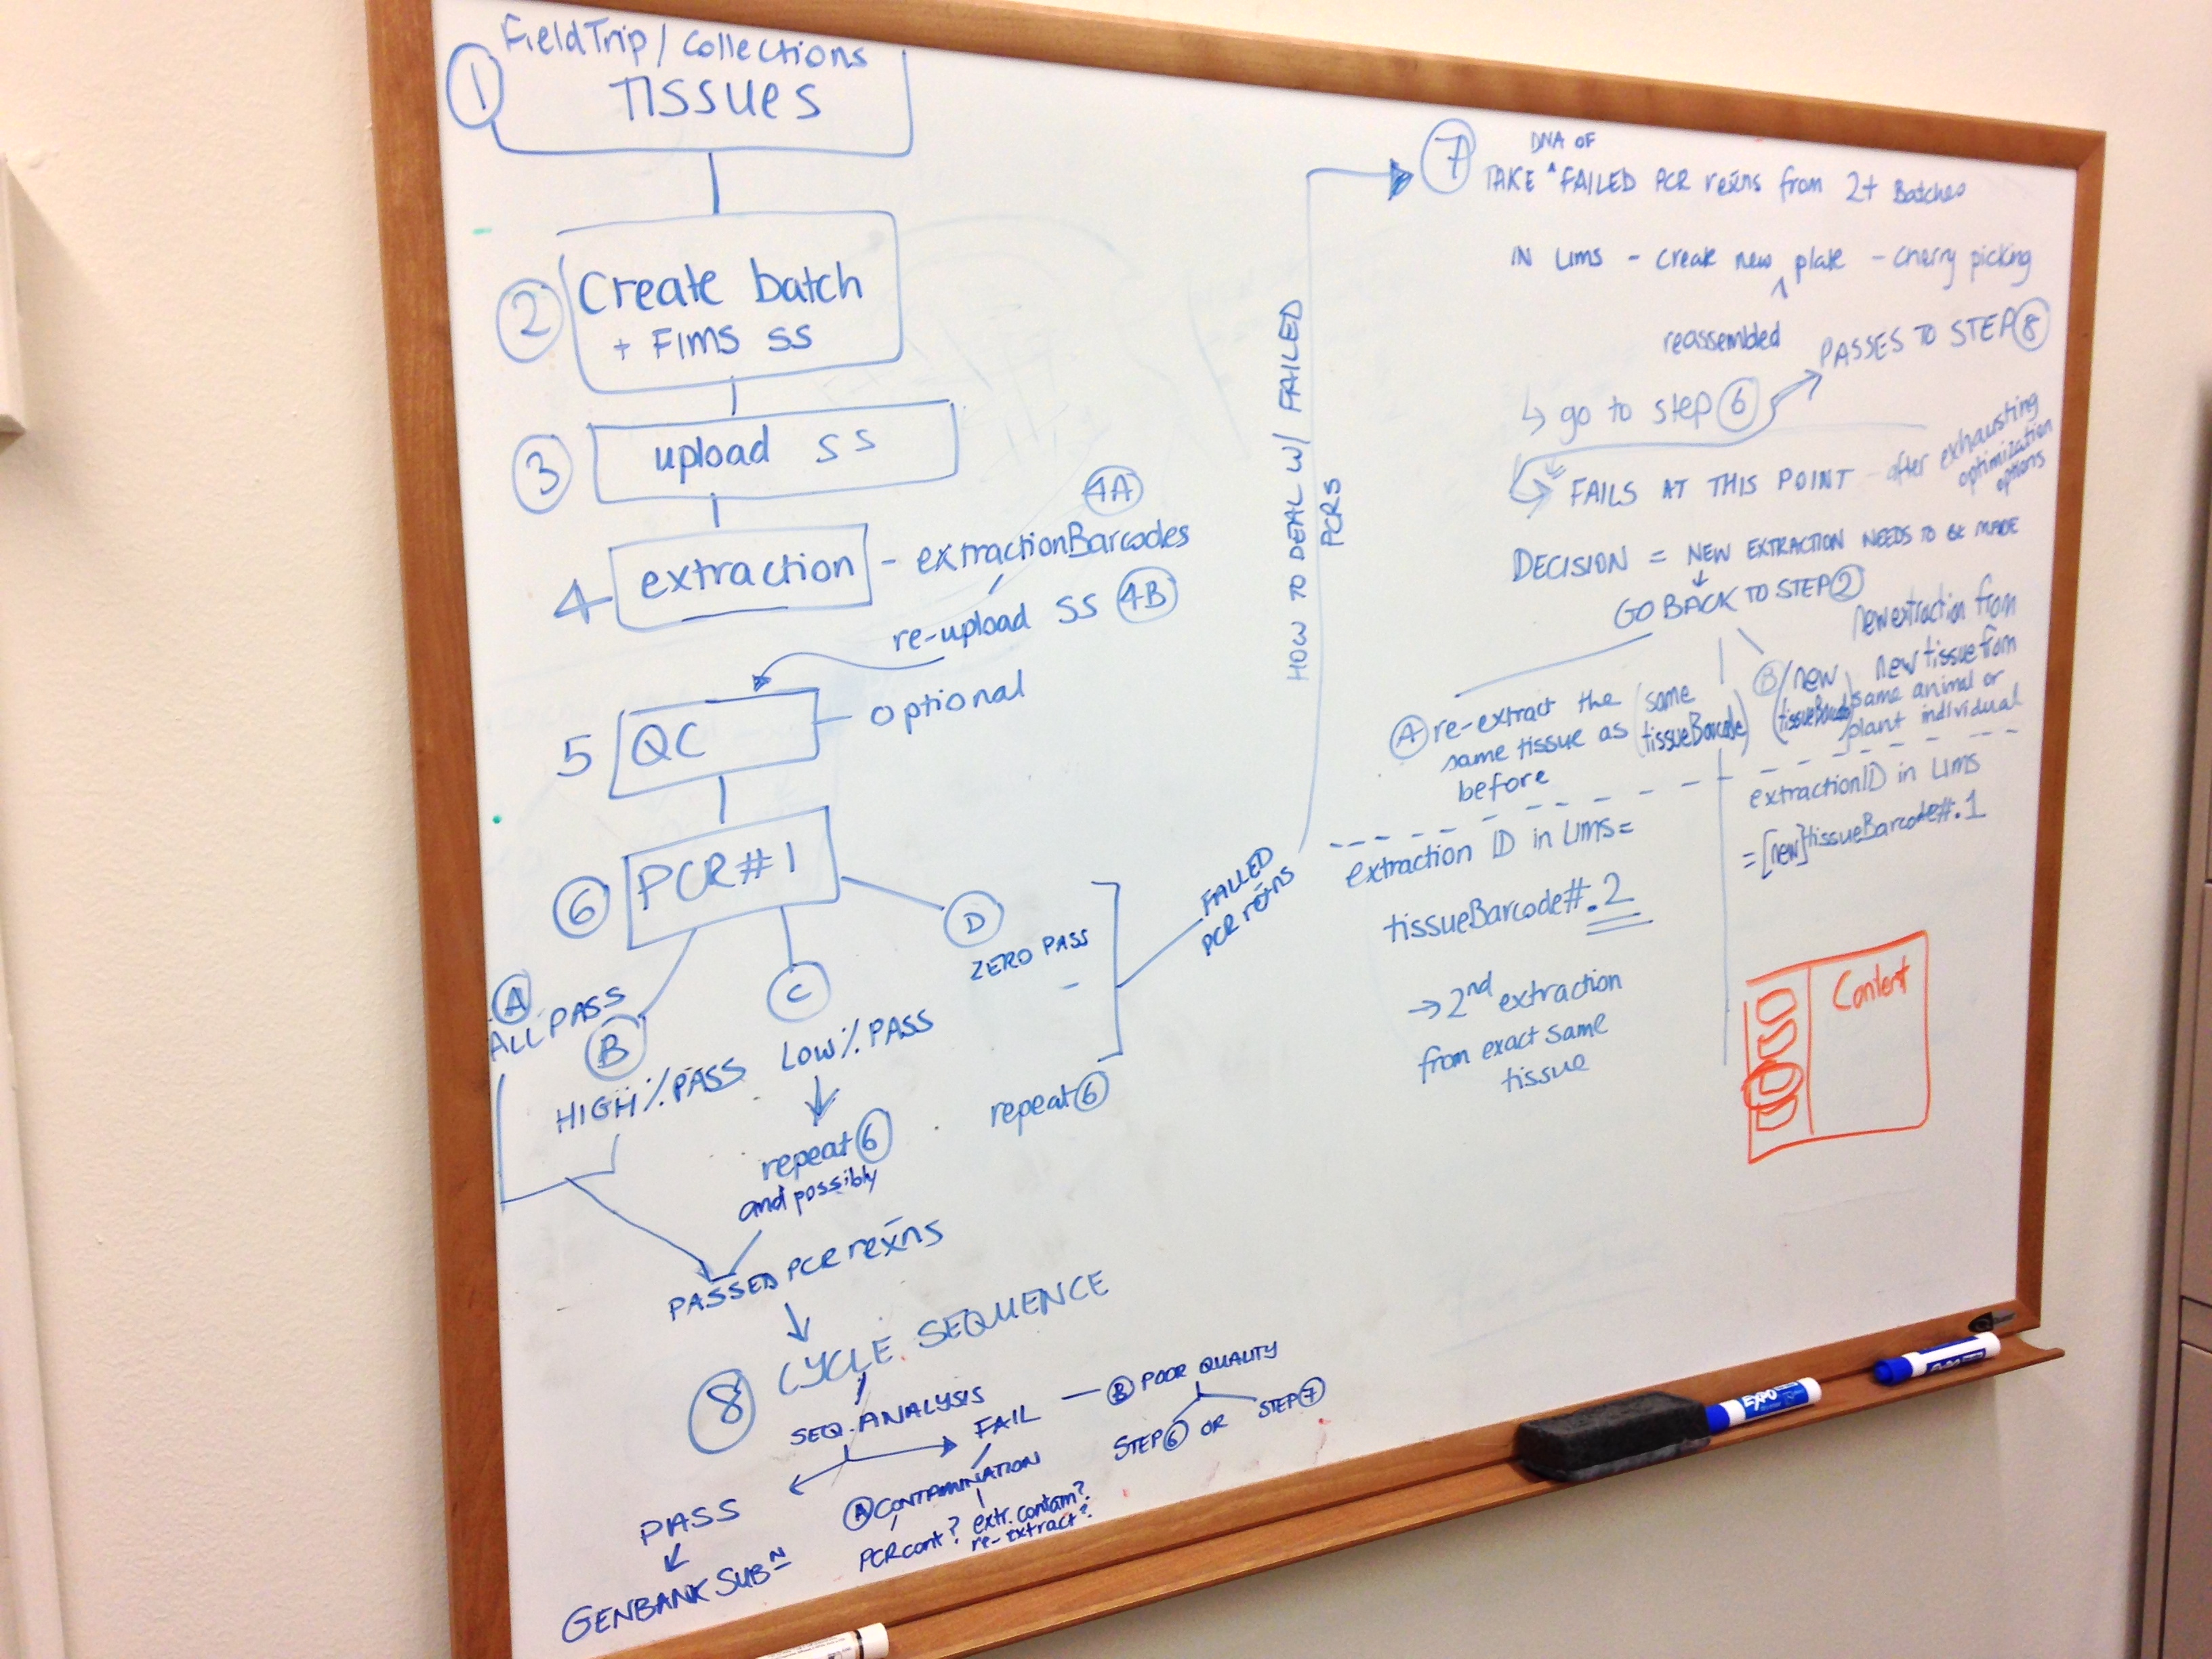 1
Field Trip / Collections
TISSUES
2
Create batch
+ FIMS SS
3
upload SS
4
extraction - extractionBarcodes
4A
re-upload SS 4B
5
QC - optional
6
PCR#1
A
ALL PASS
B
HIGH % PASS
C
LOW % PASS
repeat 6
and possibly
D
ZERO PASS
repeat 6
FAILED
PCR rexns
PASSED PCR rexns
8
CYCLE SEQUENCE
SEQ. ANALYSIS
PASS
GENBANK SUBN
FAIL
A CONTAMINATION
PCR cont?
extr. contam?
re-extract?
B POOR QUALITY
STEP 6 OR STEP 7
HOW TO DEAL W/ FAILED
PCRS
7
DNA OF
TAKE ^ FAILED PCR rexns from 2+ Batches
IN LIMS - create new plate - cherry picking
^
reassembled
↳ go to step 6
PASSES TO STEP 8
FAILS AT THIS POINT - after exhausting
optimization
options
DECISION = NEW EXTRACTION NEEDS TO BE MADE
GO BACK TO STEP 2
A re-extract the
same tissue as
before
(same
tissueBarcode)
B (new
tissueBarcode)
new extraction from
new tissue from
same animal or
plant individual
extraction ID in LIMS =
tissueBarcode#.2
→ 2nd extraction
from exact same
tissue
extractionID in LIMS
= [new] tissueBarcode#.1
Content
EXPO